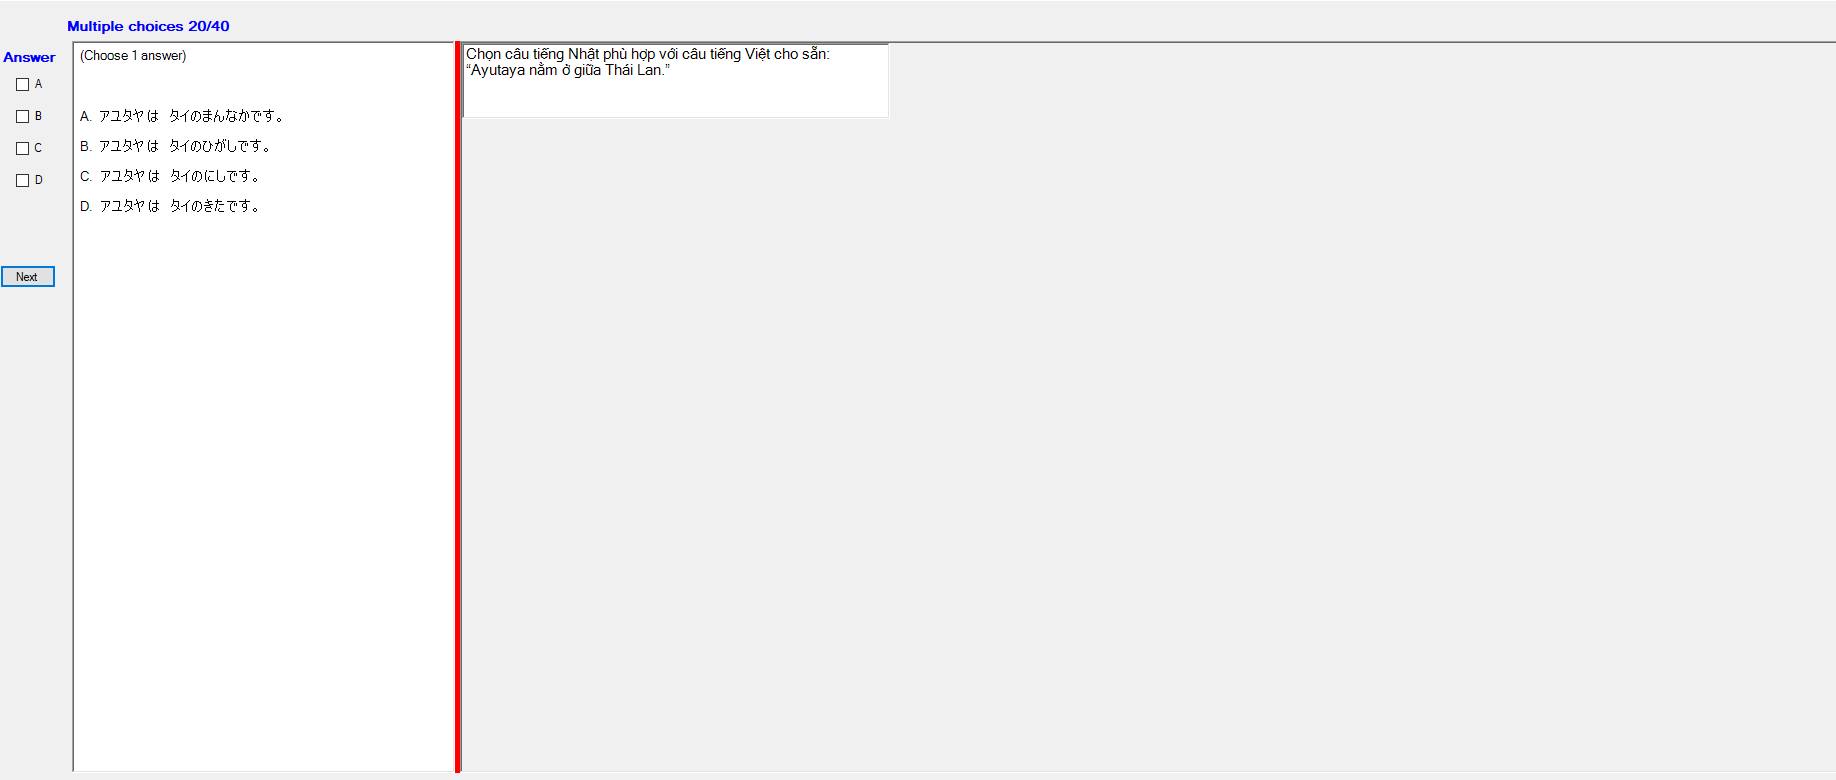 Multiple choices 20/40
Answer
A
B
C
D
Next
(Choose 1 answer)
A. アユタヤは　タイのまんなかです。
B. アユタヤは　タイのひがしです。
C. アユタヤは　タイのにしです。
D. アユタヤは　タイのきたです。
Chọn câu tiếng Nhật phù hợp với câu tiếng Việt cho sẵn:
“Ayutaya nằm ở giữa Thái Lan.”